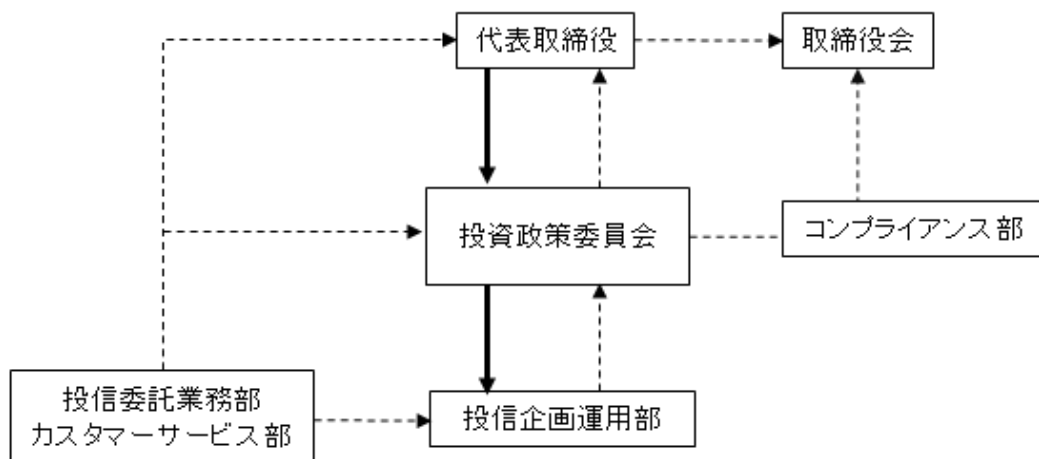 代表取締役
取締役会
投資政策委員会
コンプライアンス部
投信委託業務部
カスタマーサービス部
投信企画運用部